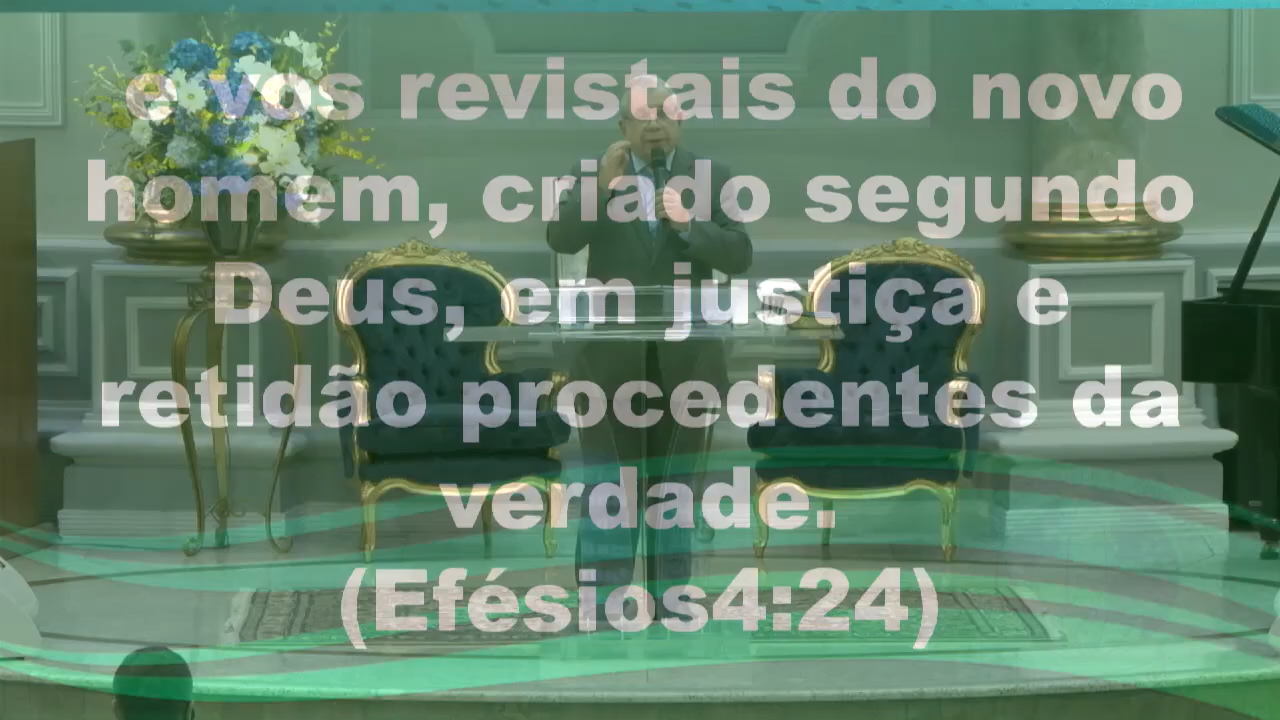 e vos revistais do novo
homem, criado segundo
Deus, em justiça e
retidão procedentes da
verdade.
(Efésios4:24)